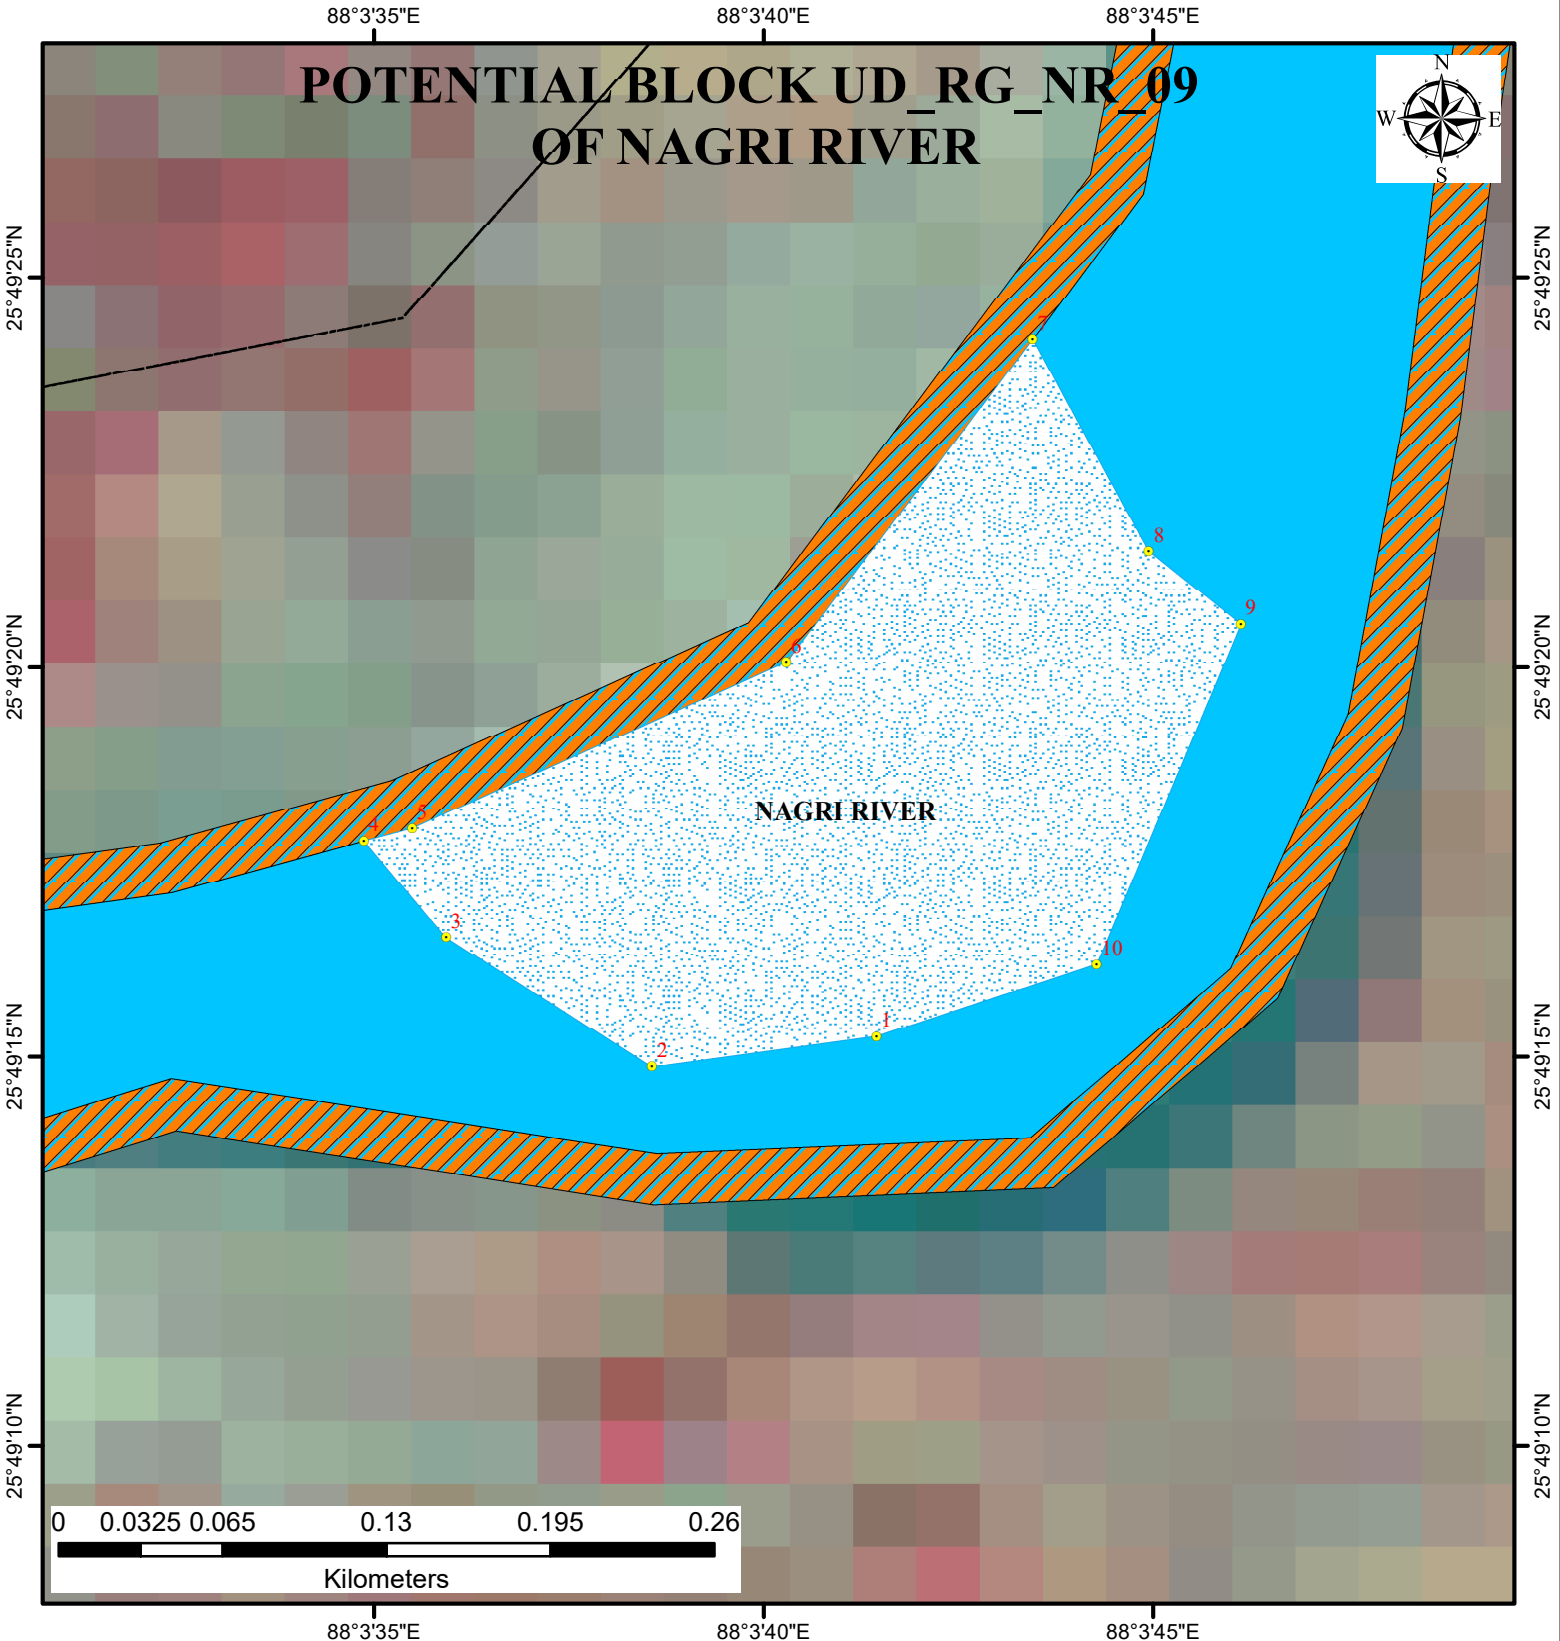 88°3'35"E 88°3'40"E 88°3'45"E
POTENTIAL BLOCK UD_RG_NR_09
OF NAGRI RIVER
N
W E
S
25°49'25"N 25°49'25"N
7
8
9
25°49'20"N 25°49'20"N
6
NAGRI RIVER
5
4
3
10
1
2
25°49'15"N 25°49'15"N
25°49'10"N 25°49'10"N
0 0.0325 0.065 0.13 0.195 0.26
Kilometers
88°3'35"E 88°3'40"E 88°3'45"E